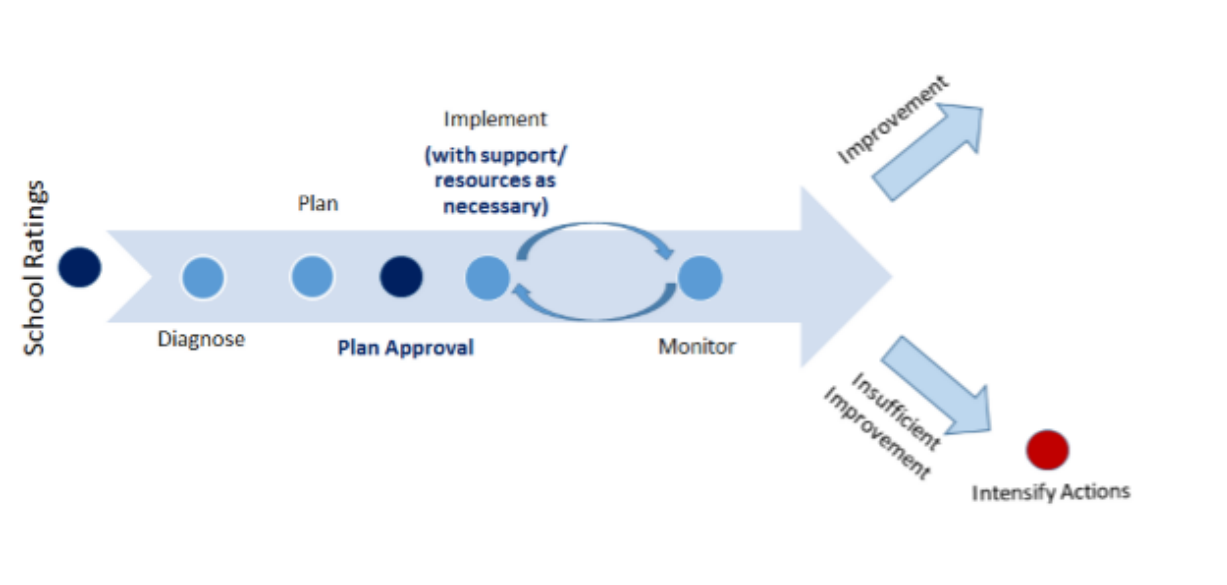 School Ratings
Diagnose
Plan
Plan Approval
Implement
(with support/
resources as
necessary)
Monitor
Improvement
Insufficient
Improvement
Intensify Actions